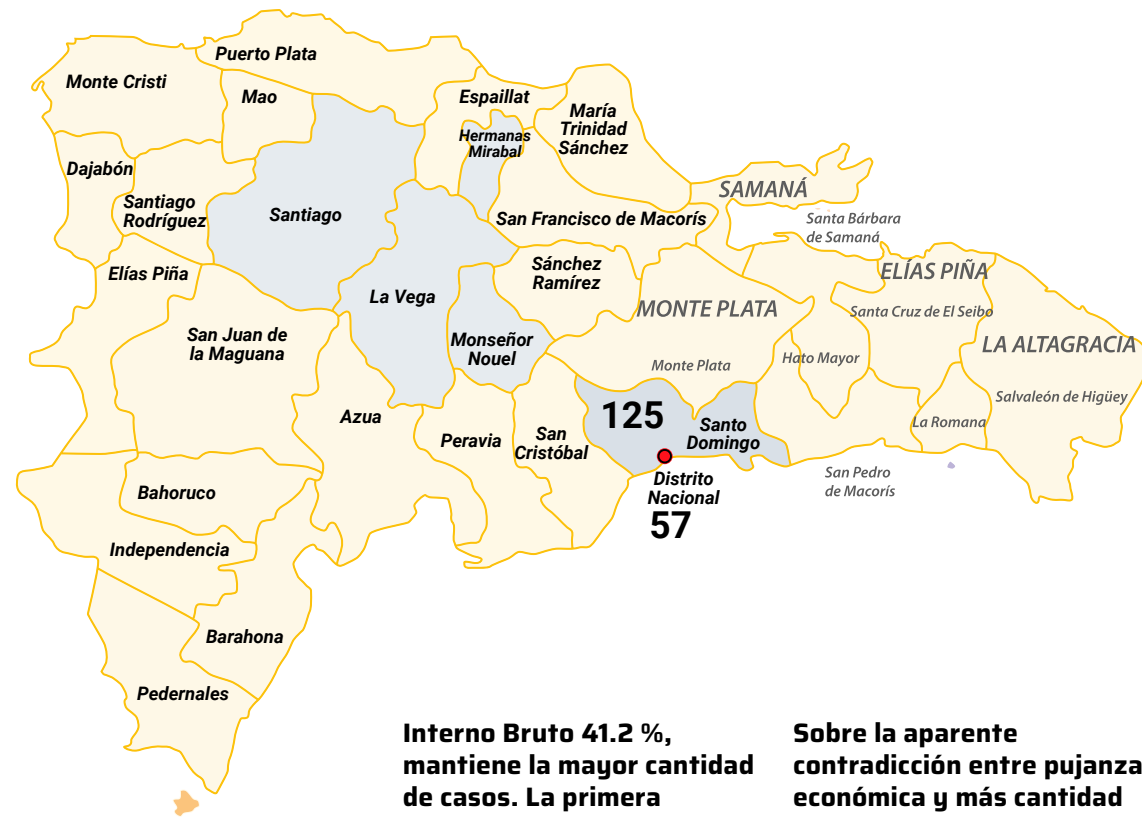 Puerto Plata
Monte Cristi
Mao
Espaillat
María
Trinidad
Sánchez
Hermanas
Mirabal
Dajabón
Santiago
Rodríguez
Santiago
San Francisco de Macorís
SAMANÁ
Santa Bárbara
de Samaná
Elías Piña
Sánchez
Ramírez
ELÍAS PIÑA
La Vega
MONTE PLATA
Santa Cruz de El Seibo
San Juan de
la Maguana
Monseñor
Nouel
LA ALTAGRACIA
Monte Plata
Hato Mayor
Salvaleón de Higüey
Azua
Peravia
San
Cristóbal
125
Santo
Domingo
La Romana
Distrito
Nacional
57
San Pedro
de Macorís
Bahoruco
Independencia
Barahona
Pedernales
Interno Bruto 41.2 %,
mantiene la mayor cantidad
de casos. La primera
Sobre la aparente
contradicción entre pujanza
económica y más cantidad